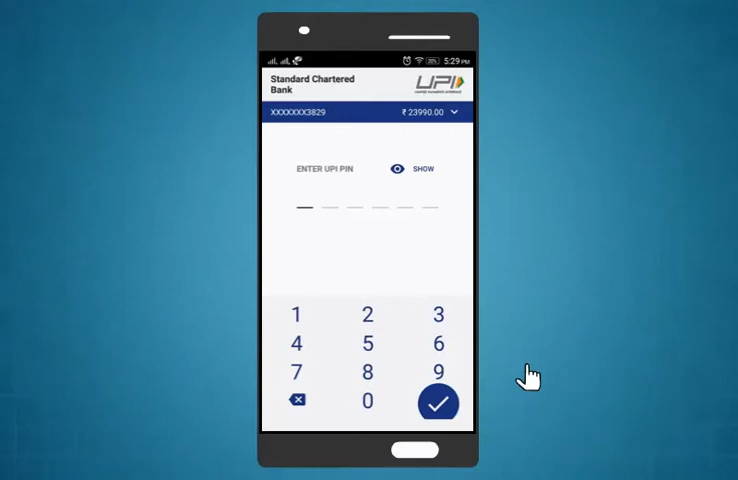 5:29 PM
Standard Chartered
Bank
UPI
XXXXXXX3829
₹ 23990.00
ENTER UPI PIN
SHOW
1 2 3
4 5 6
7 8 9
0